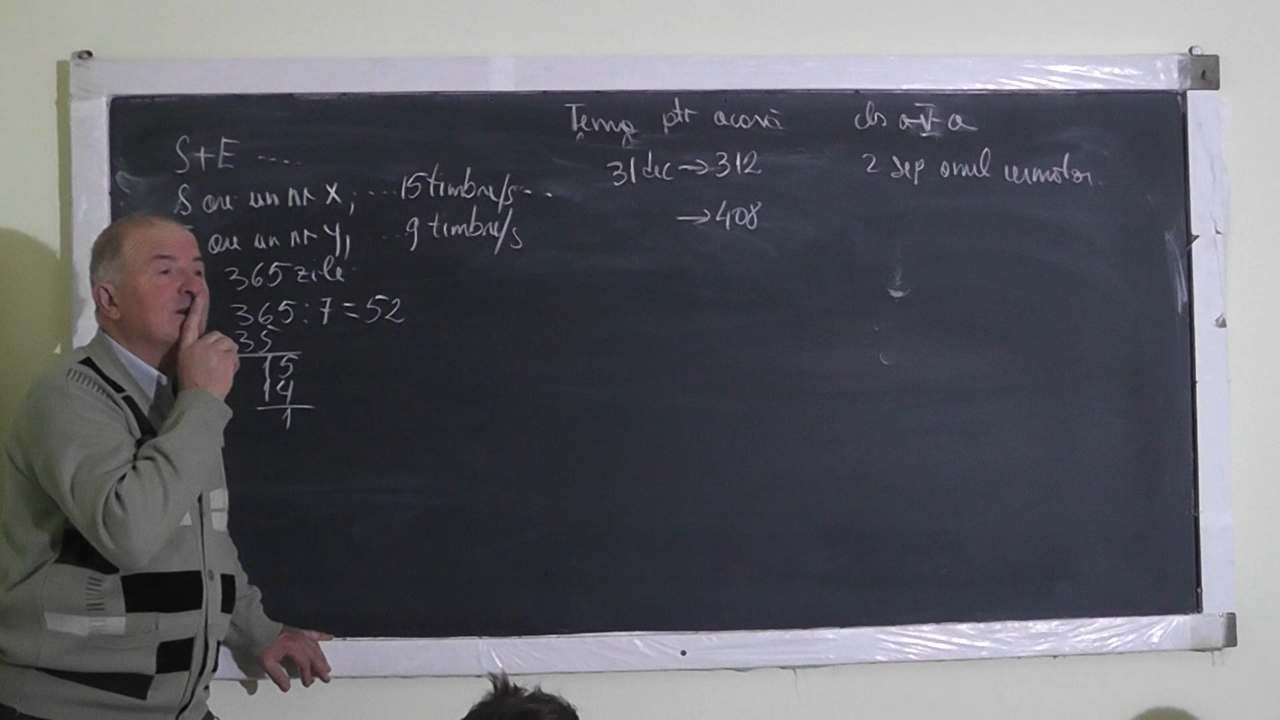 Temă ptr acasă cls a V a
S+E ....
31 dec → 312
2 sep anul următor.
S are un nr X, ... 15 timbre/s...
→ 408
are un nr Y, ... 9 timbre/s
365 zile
365:7=52
35
15
14
1